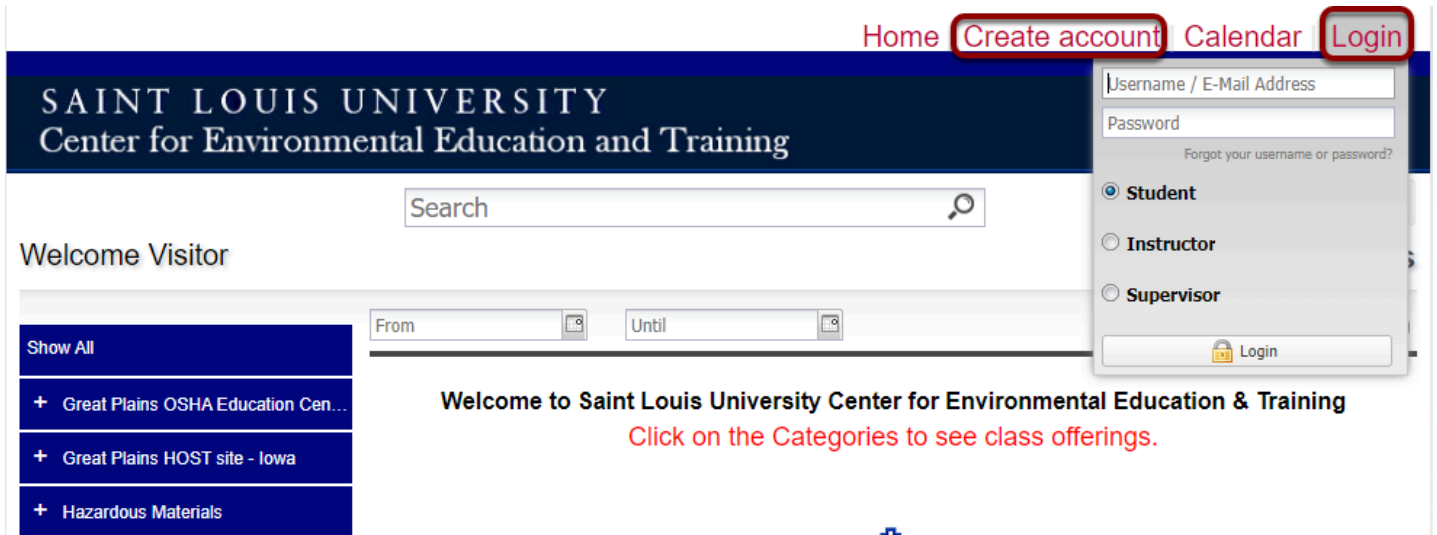 Home Create account Calendar Login
SAINT LOUIS UNIVERSITY
Center for Environmental Education and Training
Username / E-Mail Address
Password
Forgot your username or password?
Student
Instructor
Supervisor
Login
Search
Welcome Visitor
From Until
Show All
+ Great Plains OSHA Education Cen...
+ Great Plains HOST site - Iowa
+ Hazardous Materials
Welcome to Saint Louis University Center for Environmental Education & Training
Click on the Categories to see class offerings.